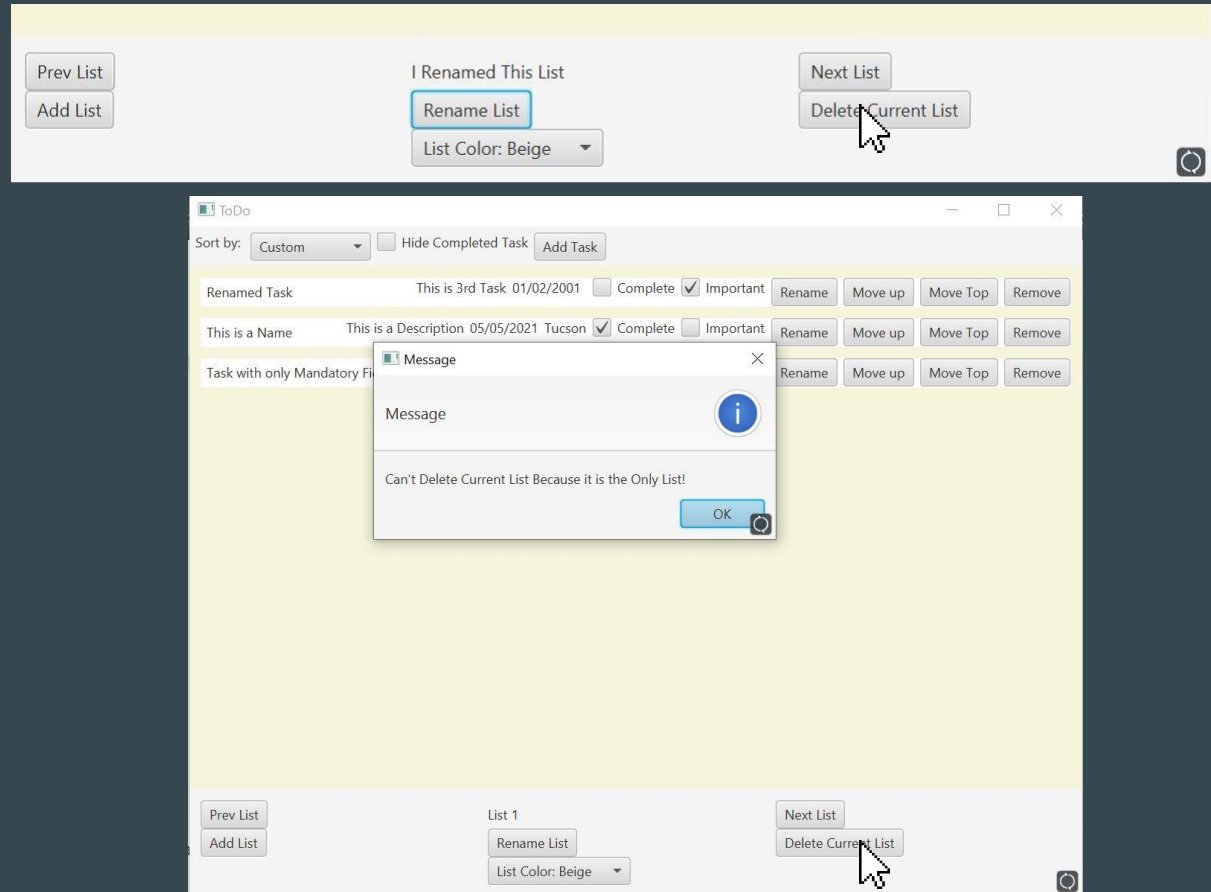 Prev List I Renamed This List Next List
Add List Rename List Delete Current List
List Color: Beige
ToDo
Sort by: Custom Hide Completed Task Add Task
Renamed Task This is 3rd Task 01/02/2001 Complete Important Rename Move up Move Top Remove
This is a Name This is a Description 05/05/2021 Tucson Complete Important Rename Move up Move Top Remove
Task with only Mandatory Rename Move up Move Top Remove
Message
Message
Can't Delete Current List Because it is the Only List!
OK
Prev List List 1 Next List
Add List Rename List Delete Current List
List Color: Beige